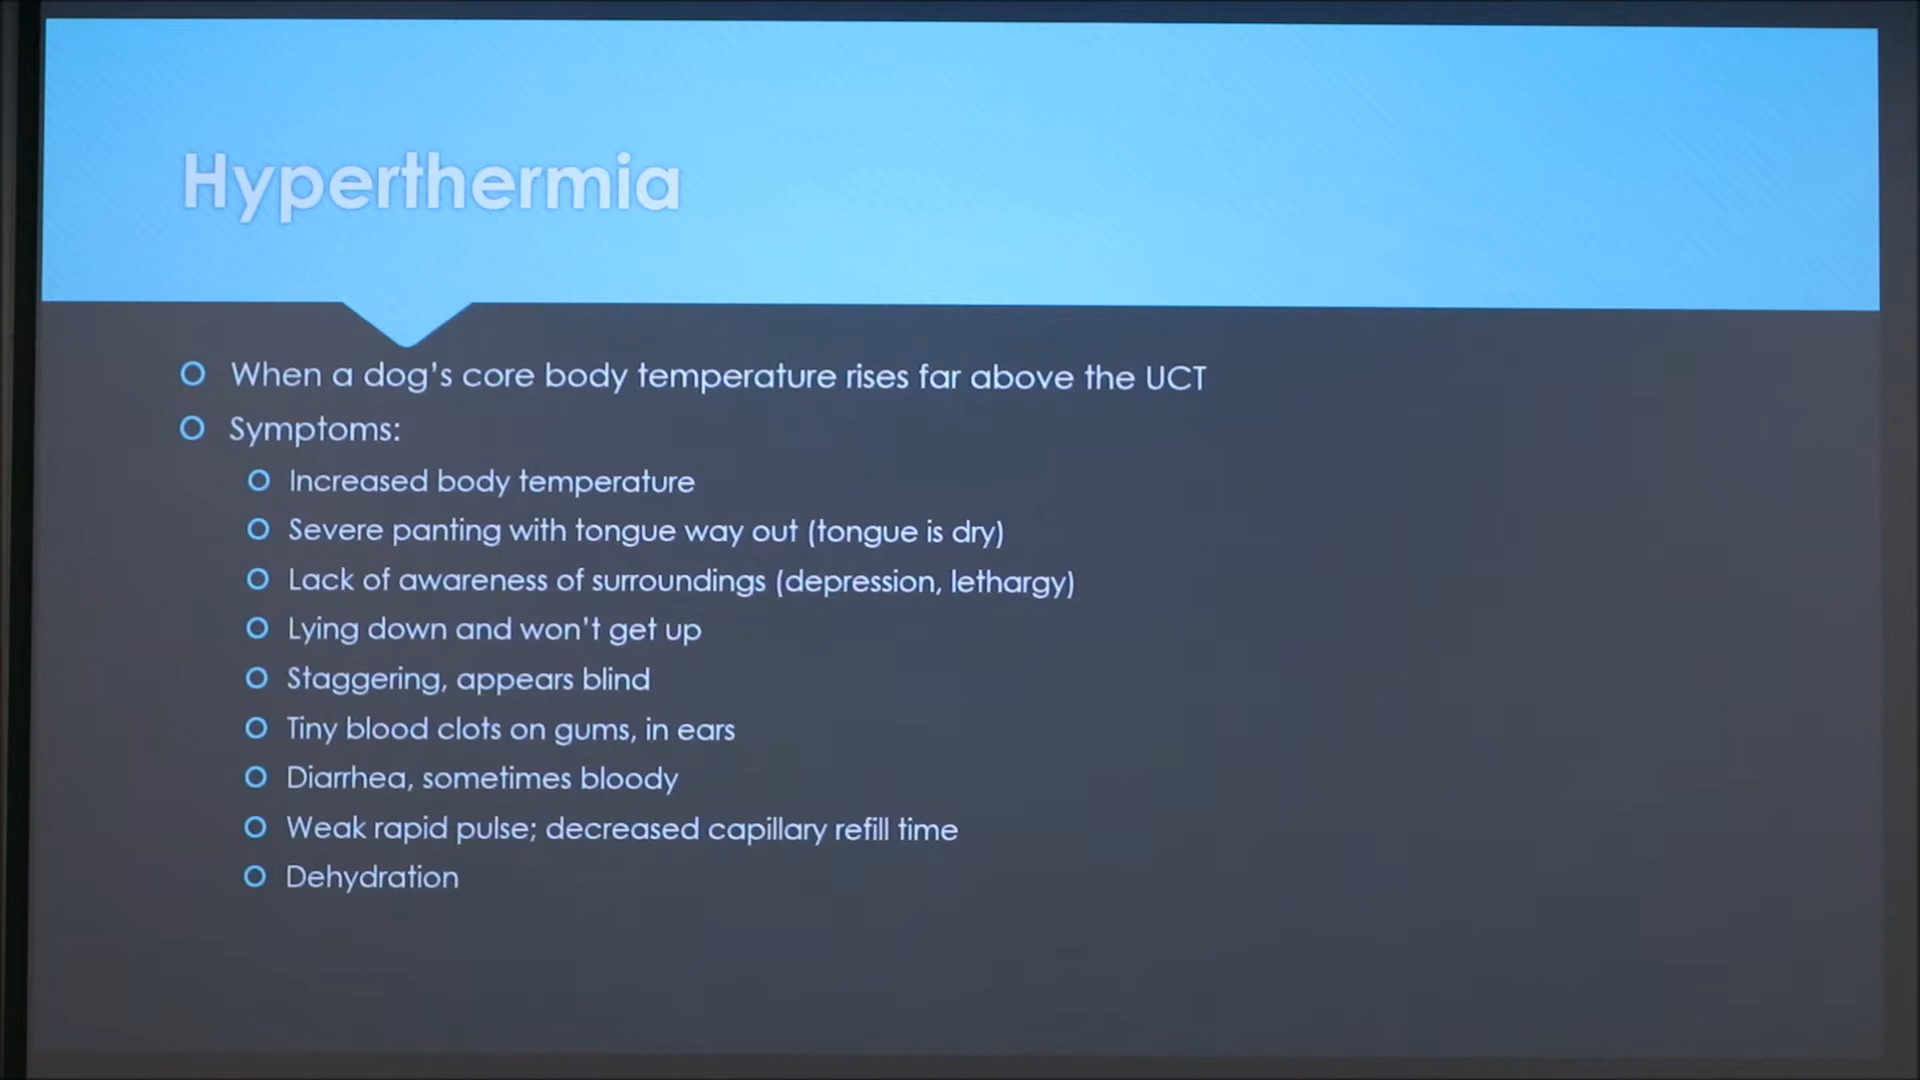 Hyperthermia
When a dog's core body temperature rises far above the UCT
Symptoms:
Increased body temperature
Severe panting with tongue way out (tongue is dry)
Lack of awareness of surroundings (depression, lethargy)
Lying down and won't get up
Staggering, appears blind
Tiny blood clots on gums, in ears
Diarrhea, sometimes bloody
Weak rapid pulse; decreased capillary refill time
Dehydration